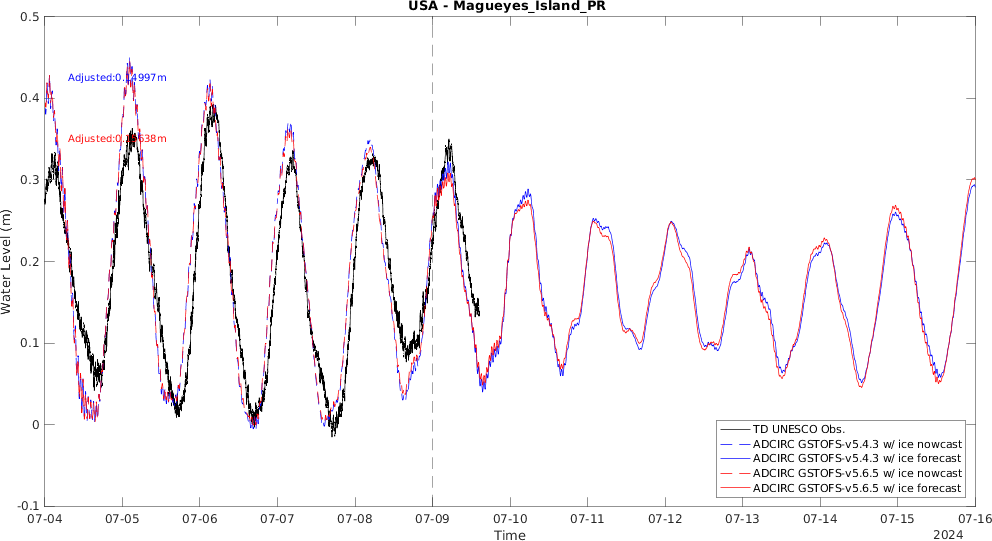 USA - Magueyes_Island_PR
0.5
0.4
0.3
0.2
0.1
0
-0.1
Water Level (m)
Adjusted:0.14997m
TD UNESCO Obs.
ADCIRC GSTOFS-v5.4.3 w/ ice nowcast
ADCIRC GSTOFS-v5.4.3 w/ ice forecast
ADCIRC GSTOFS-v5.6.5 w/ ice nowcast
ADCIRC GSTOFS-v5.6.5 w/ ice forecast
07-04 07-05 07-06 07-07 07-08 07-09 07-10 07-11 07-12 07-13 07-14 07-15 07-16
Time
2024